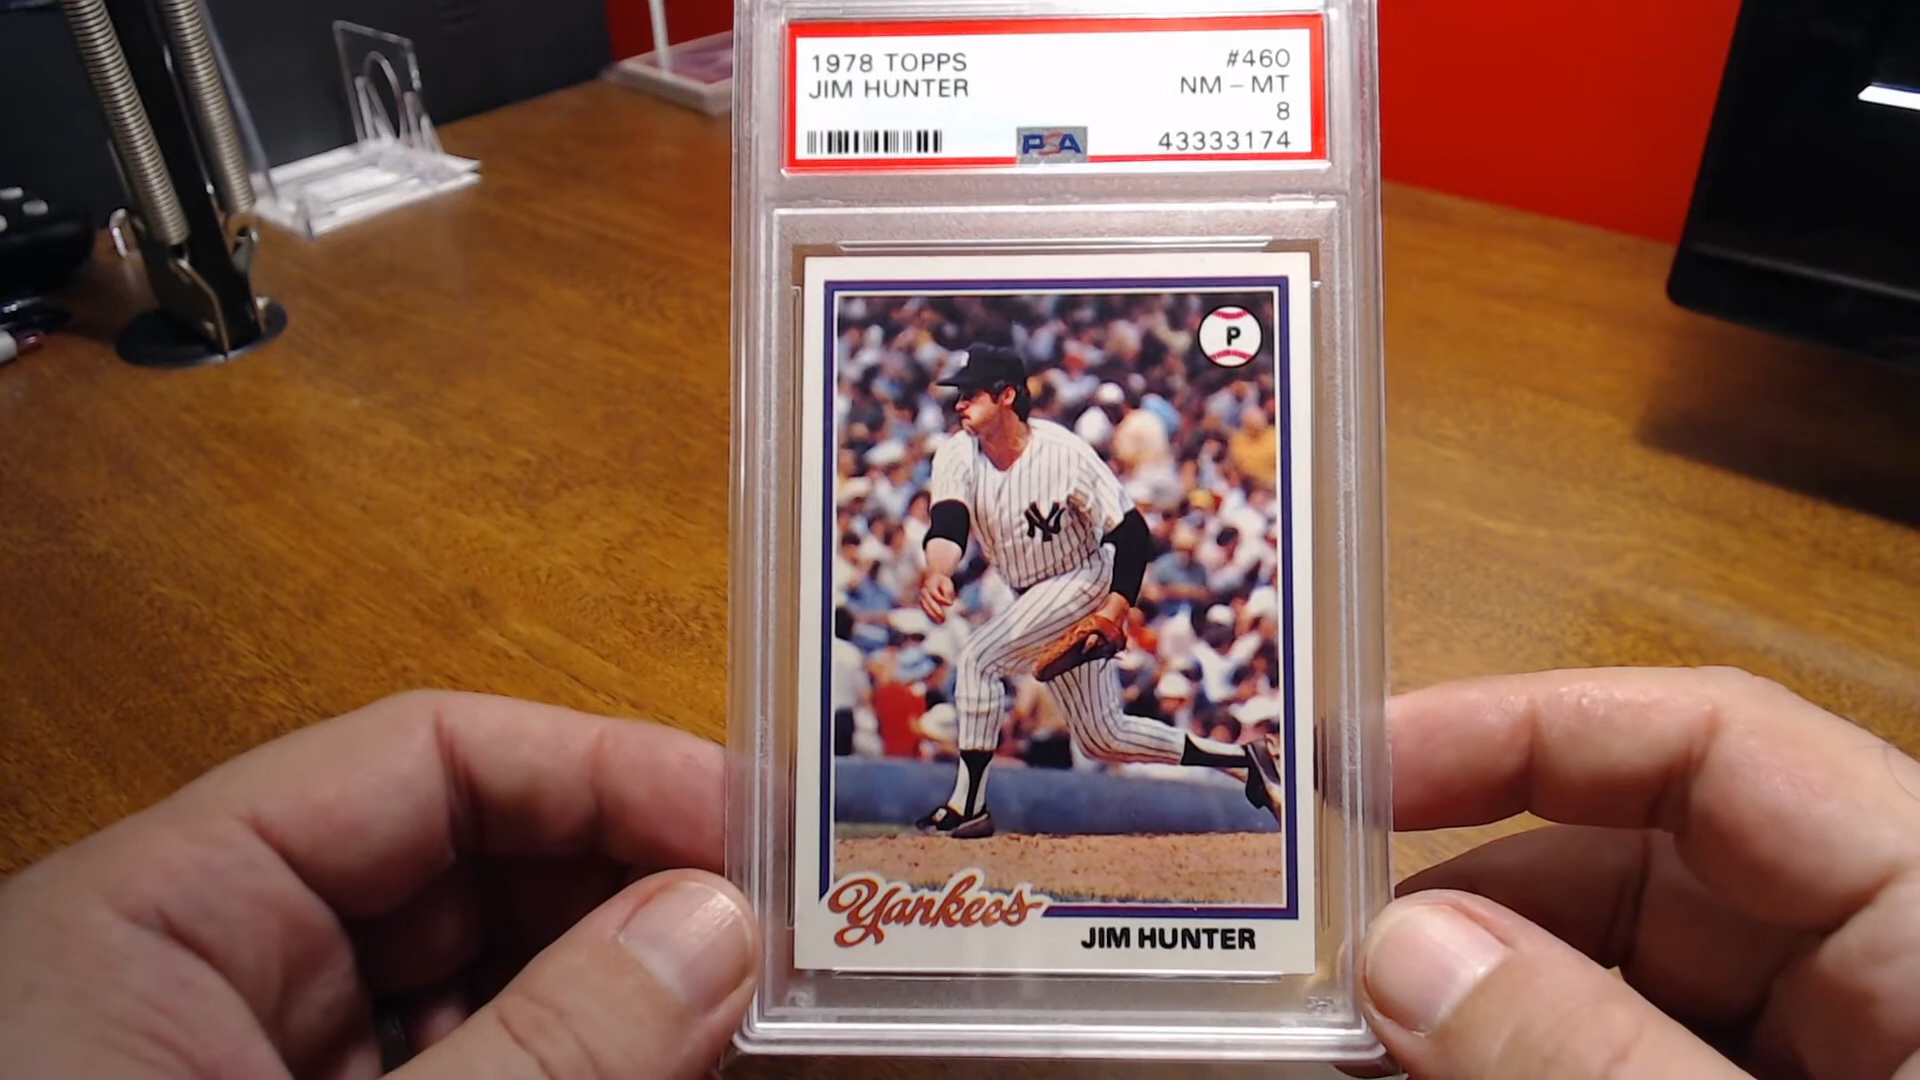 1978 TOPPS #460
JIM HUNTER NM - MT
8
PSA 43333174
P
NY
Yankees
JIM HUNTER